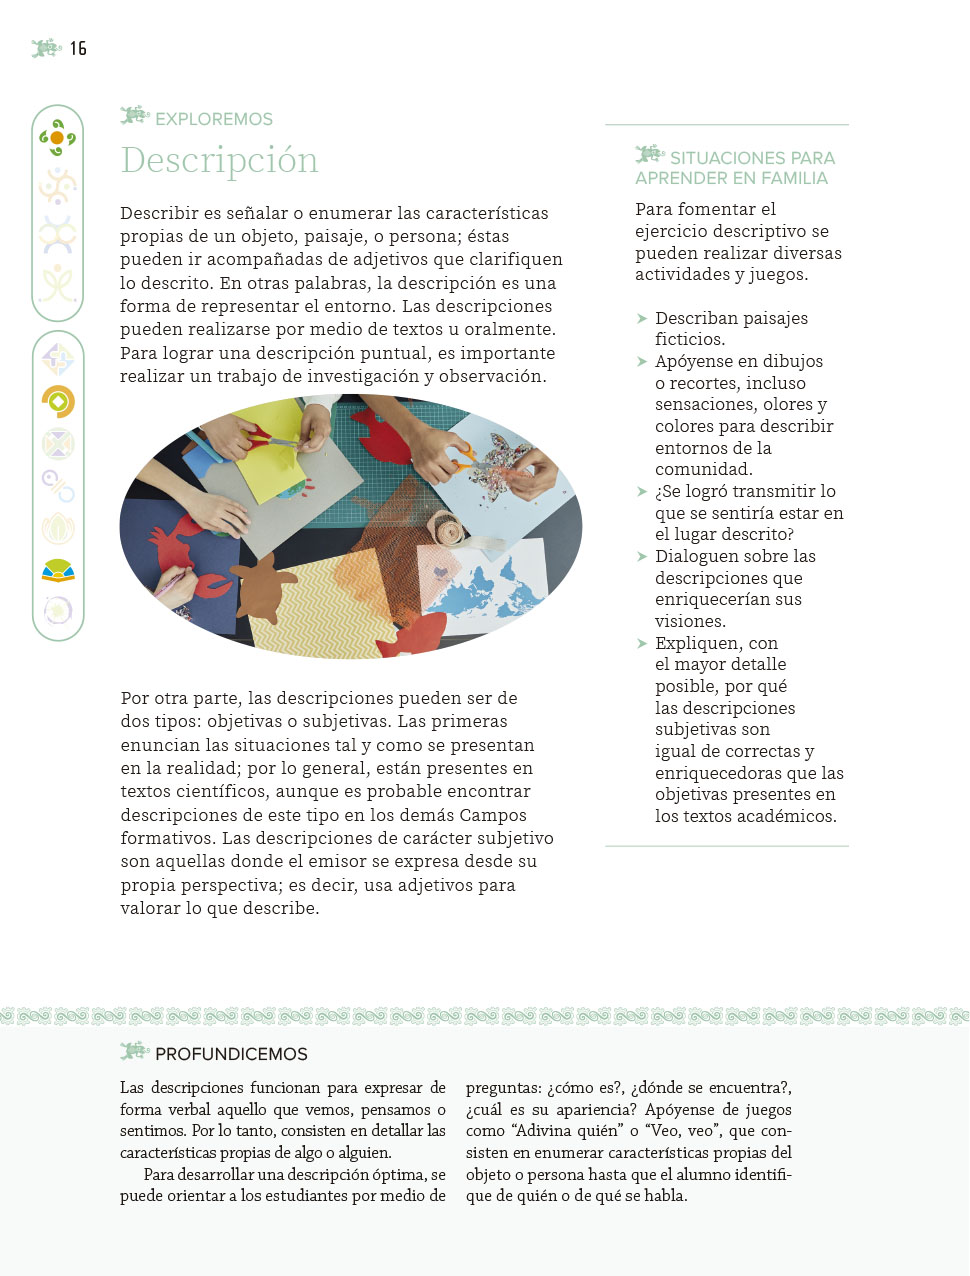 16
EXPLOREMOS
Descripción
Describir es señalar o enumerar las características
propias de un objeto, paisaje, o persona; éstas
pueden ir acompañadas de adjetivos que clarifiquen
lo descrito. En otras palabras, la descripción es una
forma de representar el entorno. Las descripciones
pueden realizarse por medio de textos u oralmente.
Para lograr una descripción puntual, es importante
realizar un trabajo de investigación y observación.
Por otra parte, las descripciones pueden ser de
dos tipos: objetivas o subjetivas. Las primeras
enuncian las situaciones tal y como se presentan
en la realidad; por lo general, están presentes en
textos científicos, aunque es probable encontrar
descripciones de este tipo en los demás Campos
formativos. Las descripciones de carácter subjetivo
son aquellas donde el emisor se expresa desde su
propia perspectiva; es decir, usa adjetivos para
valorar lo que describe.
SITUACIONES PARA
APRENDER EN FAMILIA
Para fomentar el
ejercicio descriptivo se
pueden realizar diversas
actividades y juegos.
➤ Describan paisajes
ficticios.
➤ Apóyense en dibujos
o recortes, incluso
sensaciones, olores y
colores para describir
entornos de la
comunidad.
➤ ¿Se logró transmitir lo
que se sentiría estar en
el lugar descrito?
➤ Dialoguen sobre las
descripciones que
enriquecerían sus
visiones.
➤ Expliquen, con
el mayor detalle
posible, por qué
las descripciones
subjetivas son
igual de correctas y
enriquecedoras que las
objetivas presentes en
los textos académicos.
PROFUNDICEMOS
Las descripciones funcionan para expresar de
forma verbal aquello que vemos, pensamos o
sentimos. Por lo tanto, consisten en detallar las
características propias de algo o alguien.
Para desarrollar una descripción óptima, se
puede orientar a los estudiantes por medio de
preguntas: ¿cómo es?, ¿dónde se encuentra?,
¿cuál es su apariencia? Apóyense de juegos
como “Adivina quién” o “Veo, veo”, que con-
sisten en enumerar características propias del
objeto o persona hasta que el alumno identifi-
que de quién o de qué se habla.